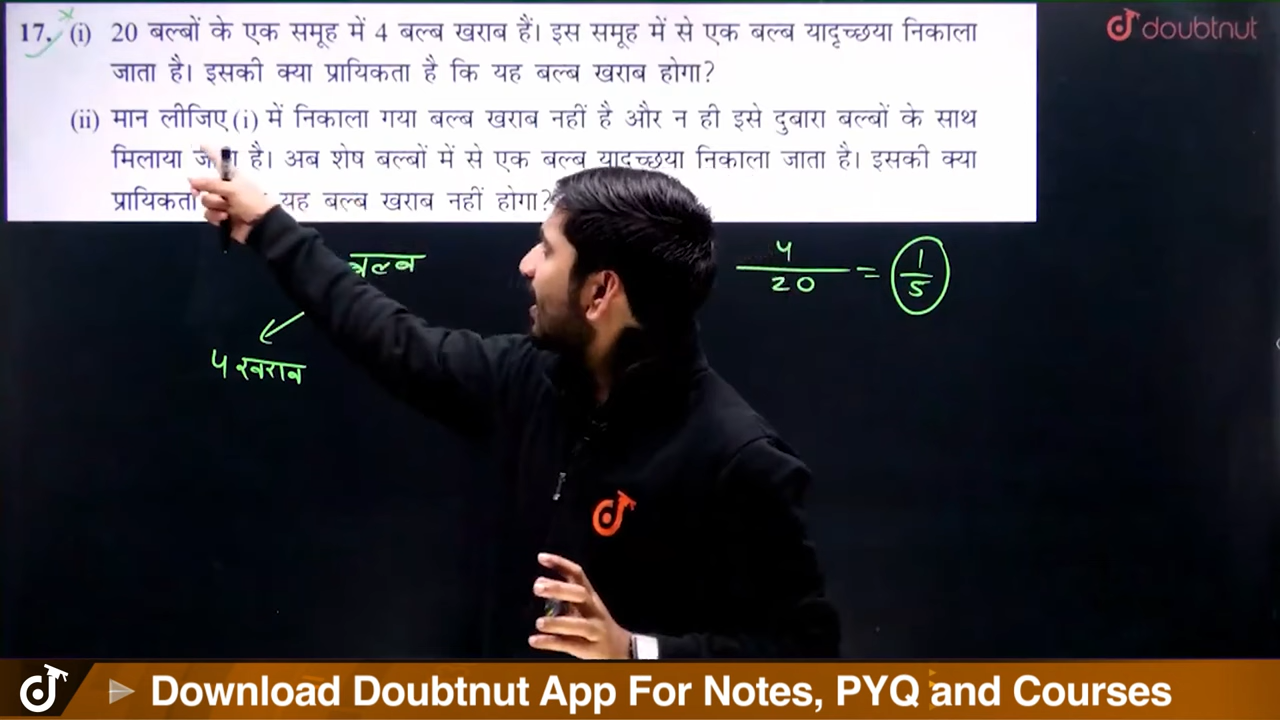 17. (i) 20 बल्बों के एक समूह में 4 बल्ब खराब हैं। इस समूह में से एक बल्ब यादृच्छया निकाला
जाता है। इसकी क्या प्रायिकता है कि यह बल्ब खराब होगा?
(ii) मान लीजिए (i) में निकाला गया बल्ब खराब नहीं है और न ही इसे दुबारा बल्बों के साथ
मिलाया जाता है। अब शेष बल्बों में से एक बल्ब यादृच्छया निकाला जाता है। इसकी क्या
प्रायिकता यह बल्ब खराब नहीं होगा?
doubtnut
बल्ब
4/20 = 1/5
4 खराब
Download Doubtnut App For Notes, PYQ and Courses